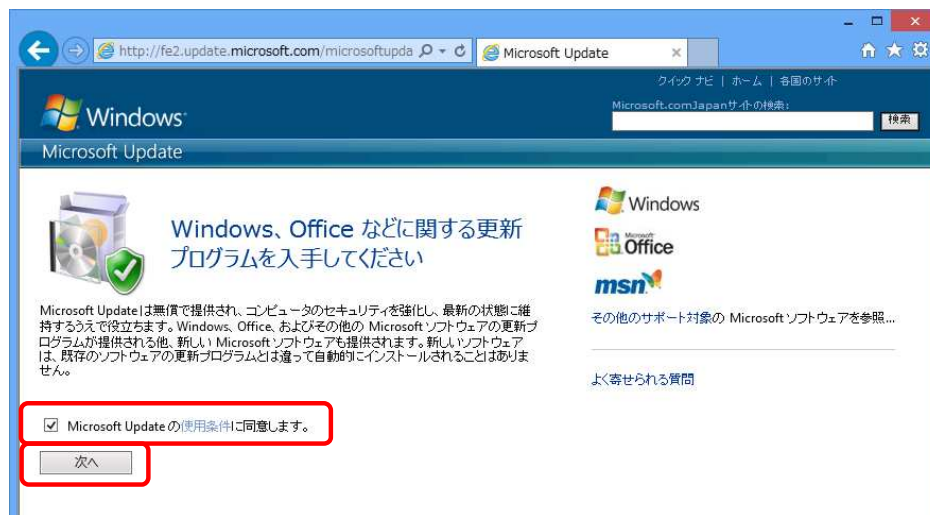 http://fe2.update.microsoft.com/microsoftupda
Microsoft Update
クイック ナビ | ホーム | 各国のサイト
Windows
Microsoft.comJapanサイトの検索:
検索
Microsoft Update
Windows、Office などに関する更新
プログラムを入手してください
Microsoft Updateは無償で提供され、コンピュータのセキュリティを強化し、最新の状態に維
持するうえで役立ちます。Windows、Office、およびその他の Microsoft ソフトウェアの更新プ
ログラムが提供される他、新しい Microsoft ソフトウェアも提供されます。新しいソフトウェア
は、既存のソフトウェアの更新プログラムとは違って自動的にインストールされることはありま
せん。
Microsoft Update の使用条件に同意します。
次へ
Windows
Microsoft
Office
msn
その他のサポート対象の Microsoft ソフトウェアを参照...
よく寄せられる質問